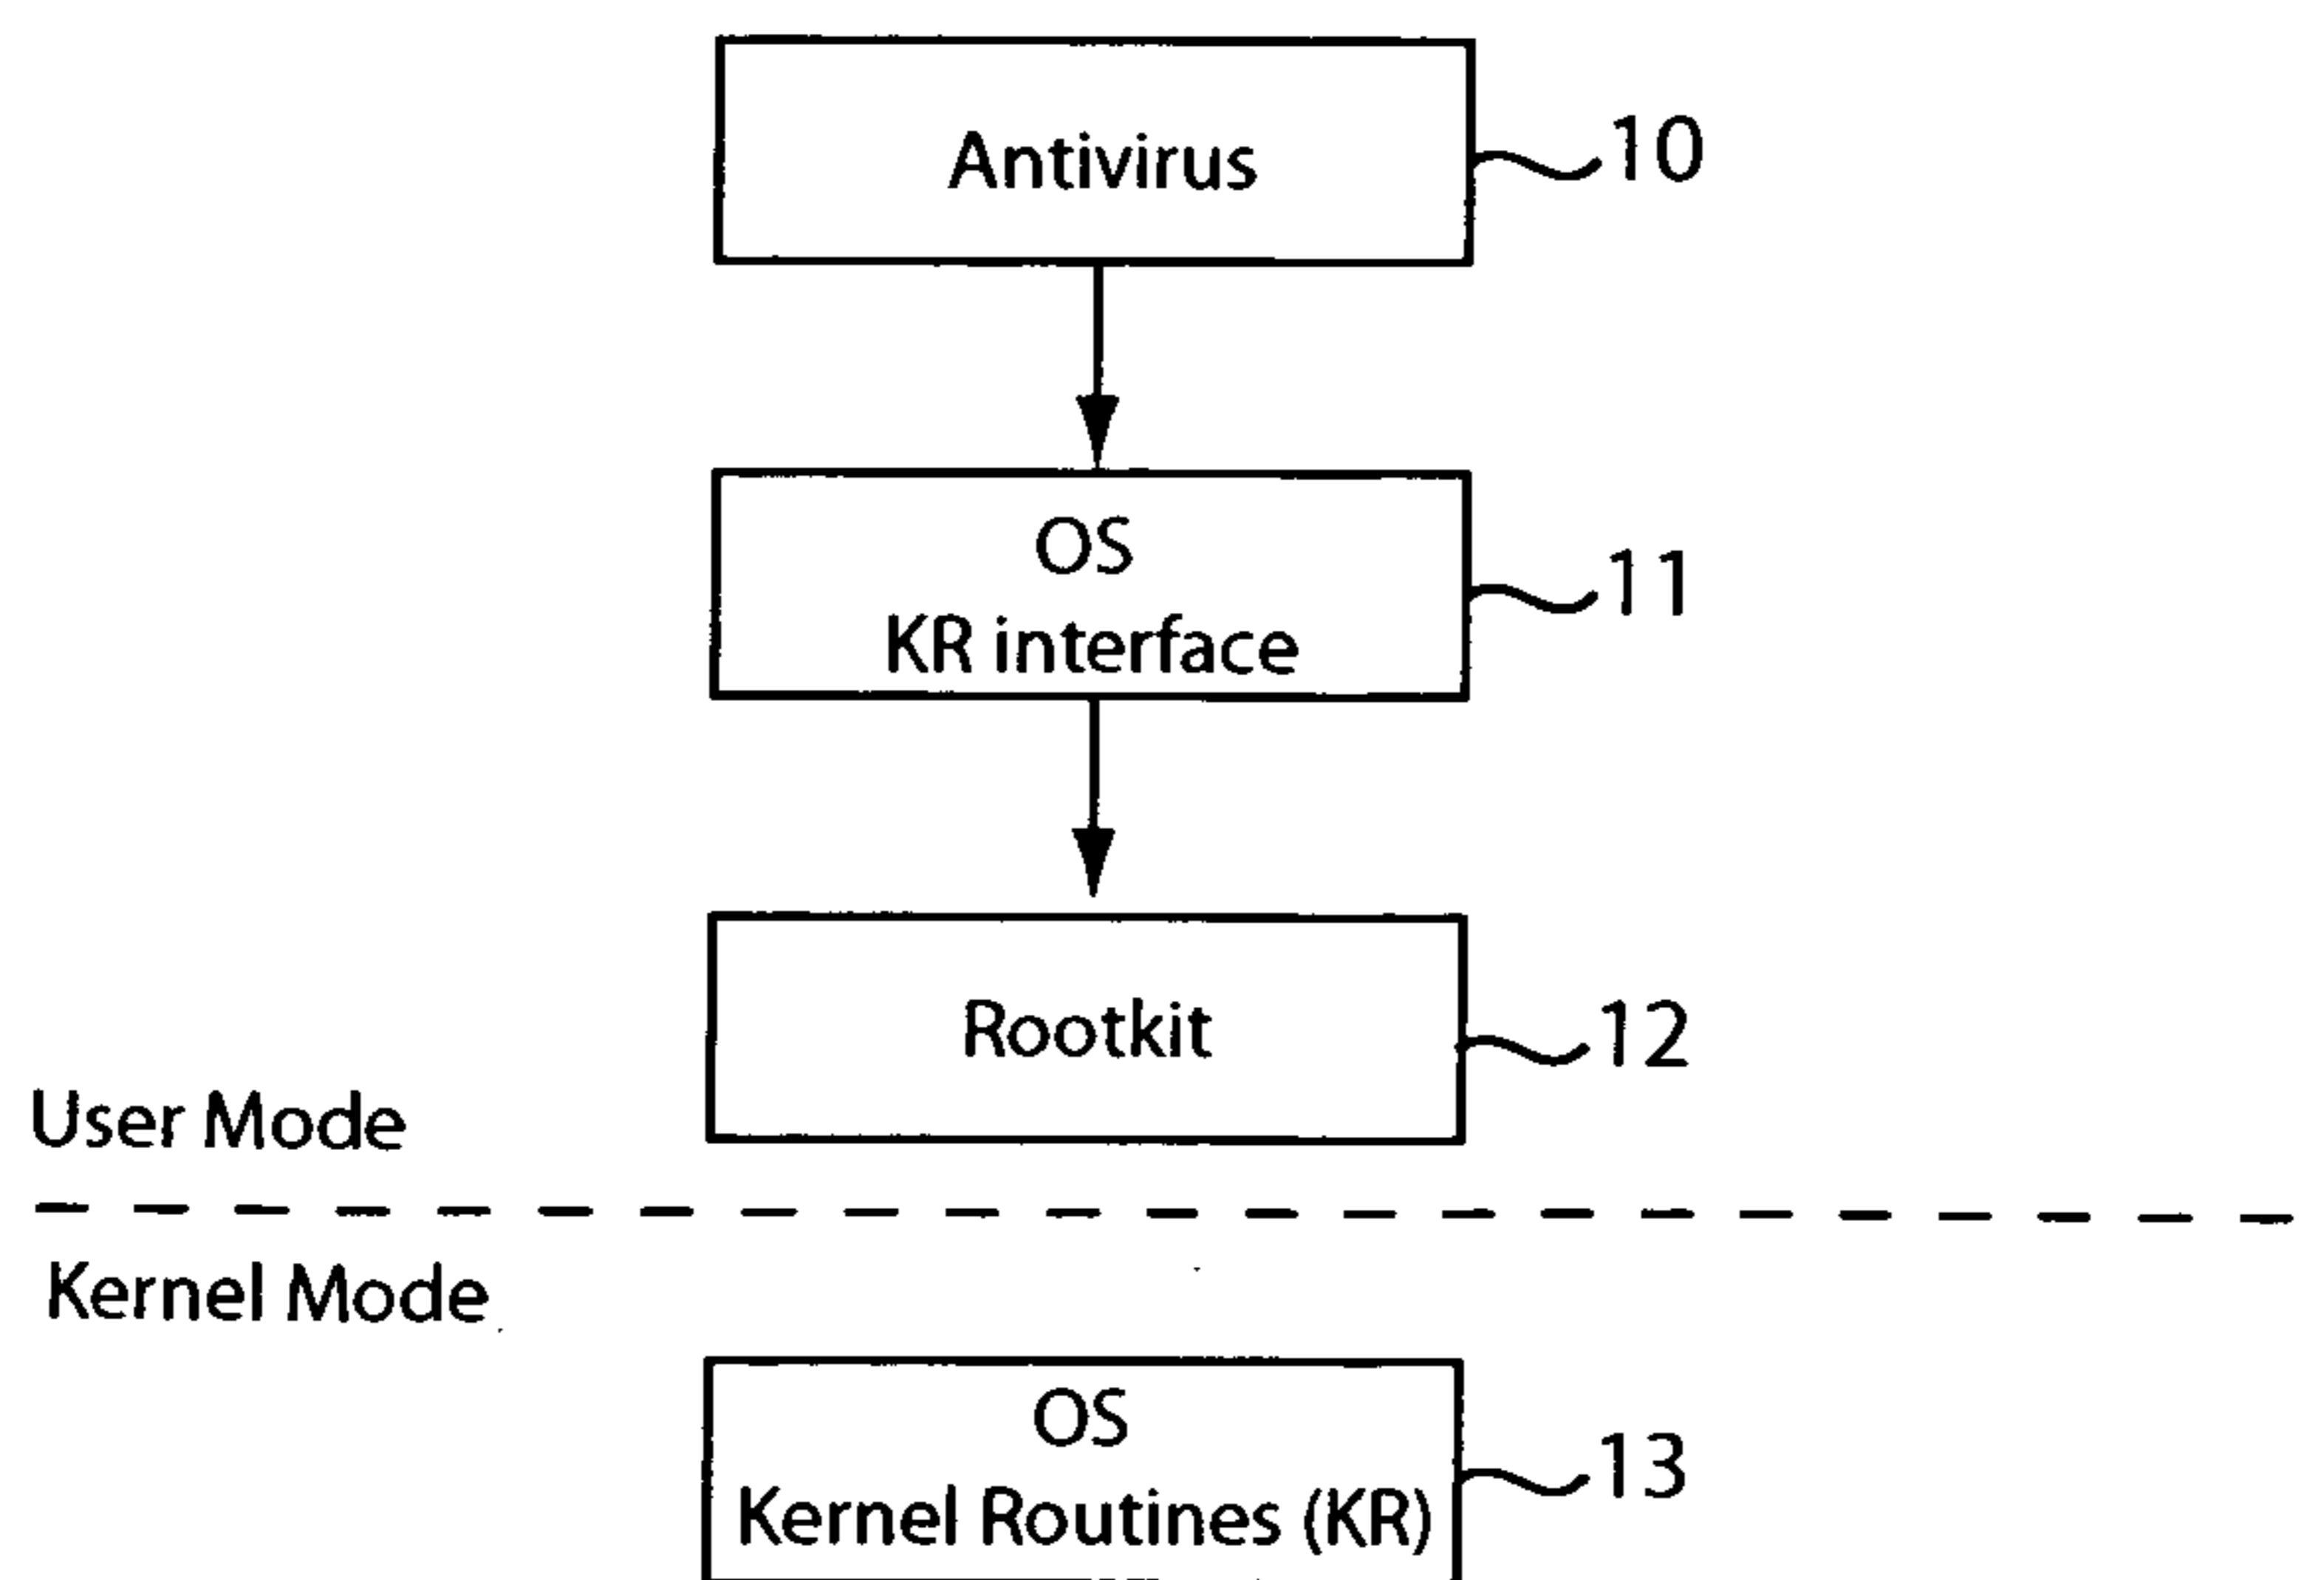 Antivirus
10
OS
KR interface
11
Rootkit
12
User Mode
Kernel Mode
OS
Kernel Routines (KR)
13